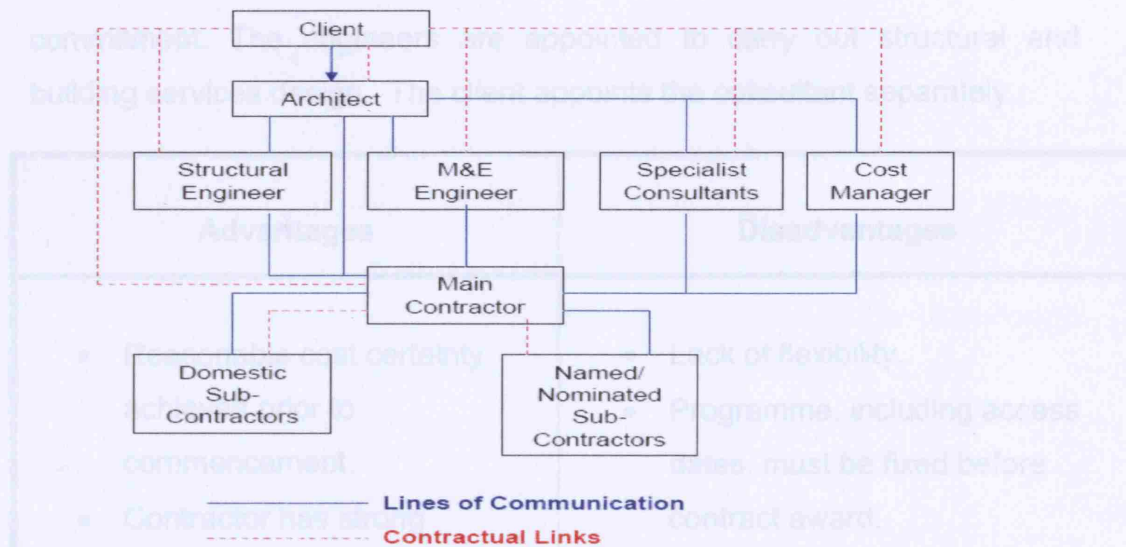 Client
commencement. The engineers are appointed to carry out structural and
building services design. The client appoints the consultant separately.
Architect
Structural
Engineer
M&E
Engineer
Specialist
Consultants
Cost
Manager
Advantages
Disadvantages
Main
Contractor
Domestic
Sub-
Contractors
Named/
Nominated
Sub-
Contractors
Reasonable cost certainty
achieved prior to
commencement.
Contractor has strong
Lack of flexibility.
Programme, including access
dates, must be fixed before
contract award.
Lines of Communication
Contractual Links